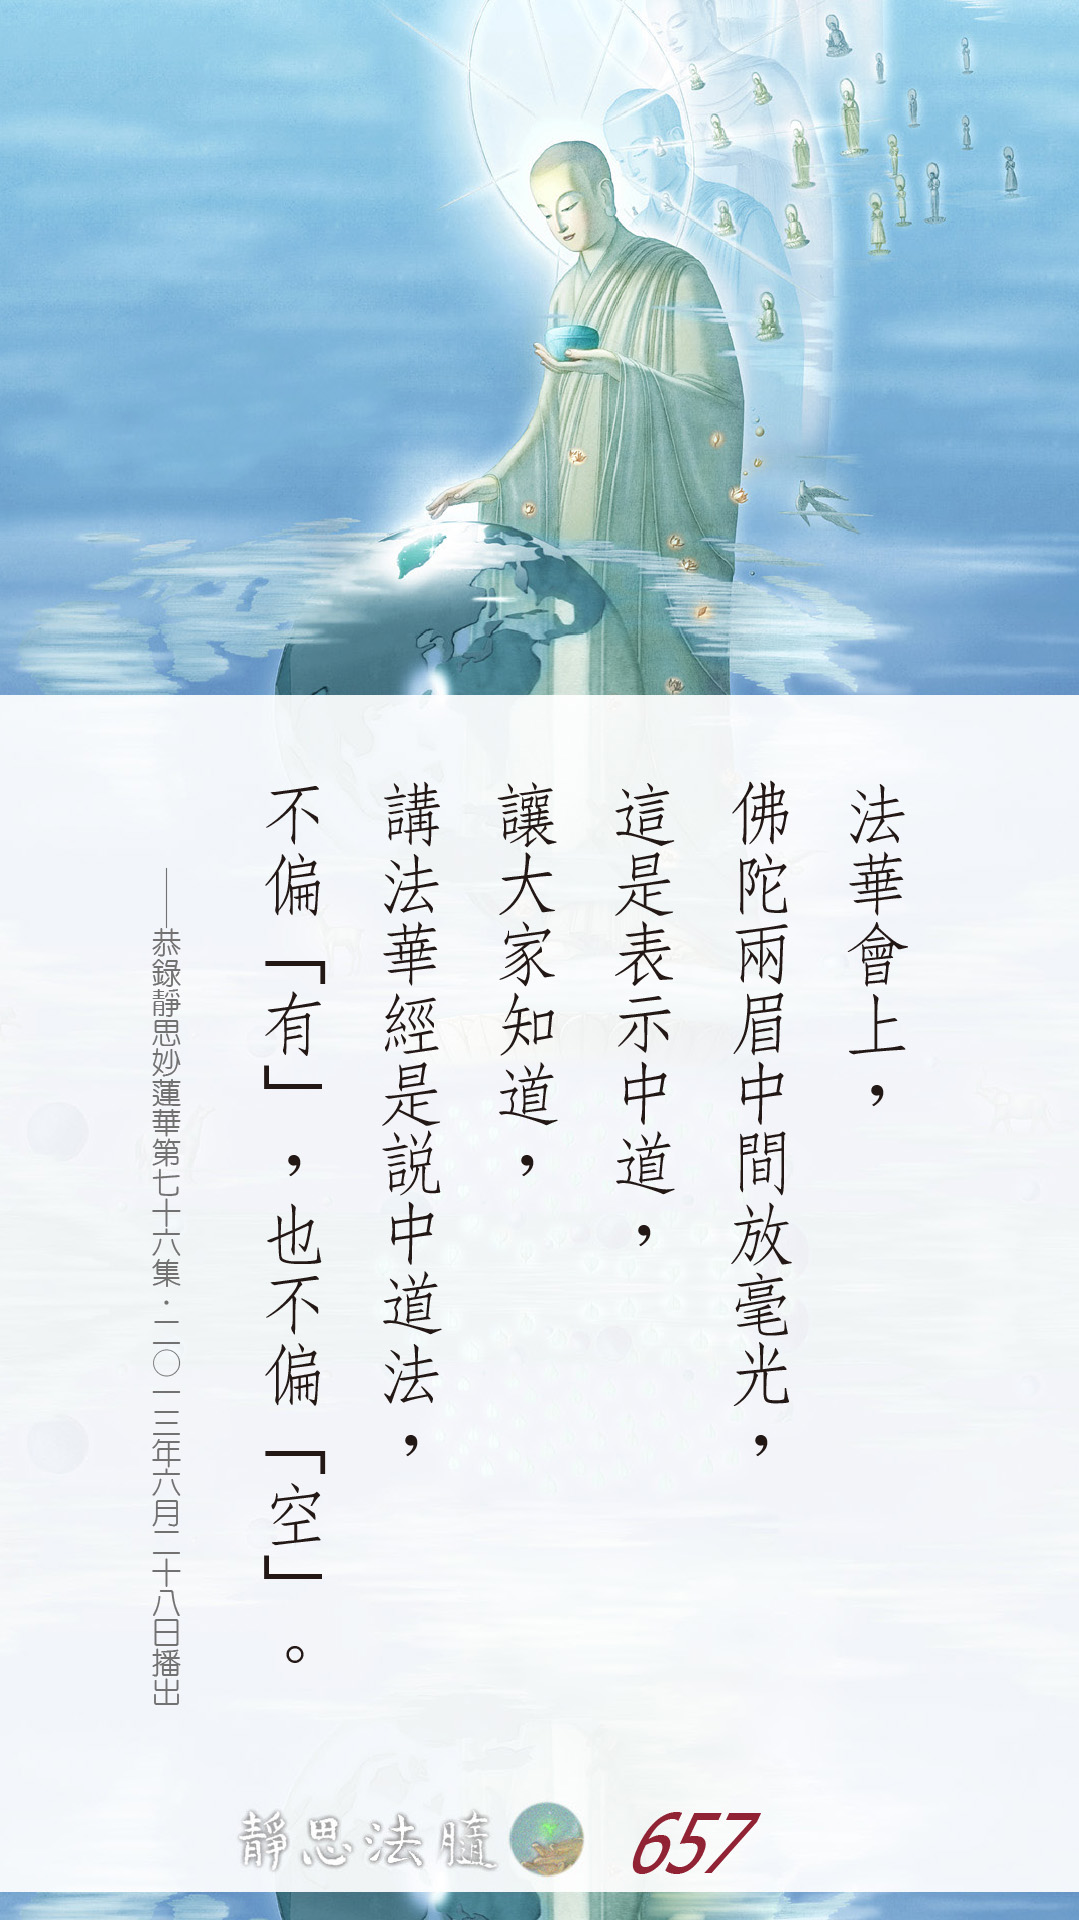 法華會上，
佛陀兩眉中間放毫光，
這是表示中道，
讓大家知道，
講法華經是説中道法，
不偏「有」，也不偏「空」。
——恭錄靜思妙蓮華第七十六集．二〇一三年六月二十八日播出
靜思法髓
657